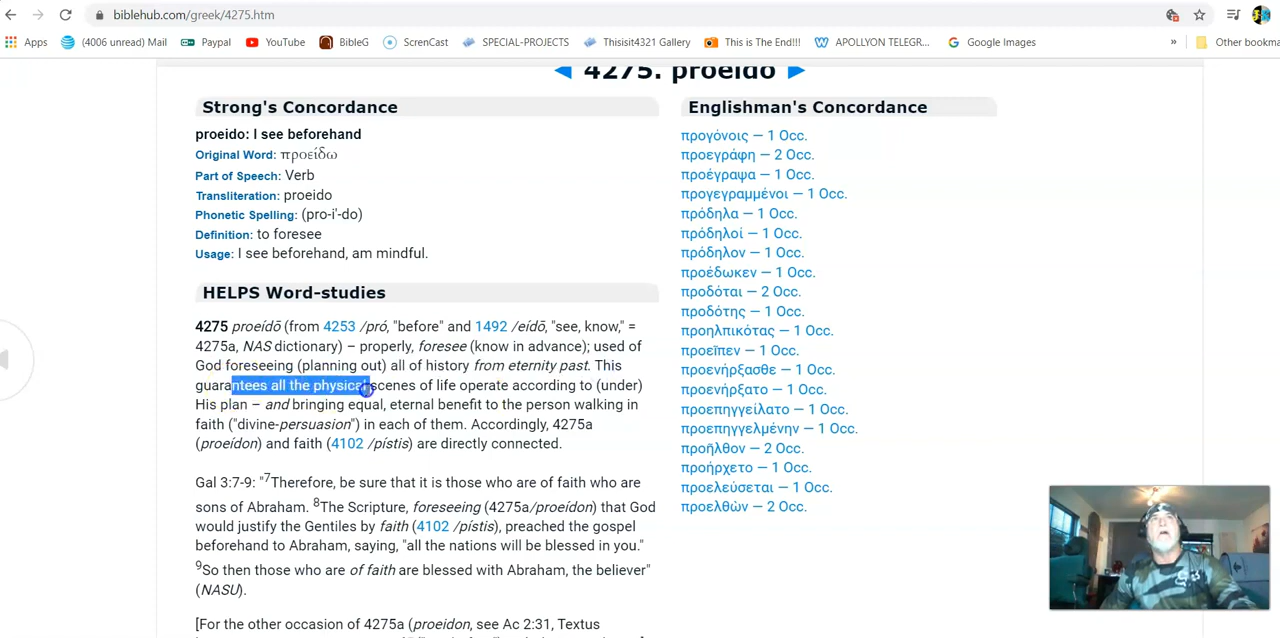 biblehub.com/greek/4275.htm
Apps (4006 unread) Mail Paypal YouTube BibleG ScrenCast SPECIAL-PROJECTS Thisisit4321 Gallery This is The End!!! APOLLYON TELEGR... Google Images » Other bookma
4275. proeido
Strong's Concordance
proeido: I see beforehand
Original Word: προείδω
Part of Speech: Verb
Transliteration: proeido
Phonetic Spelling: (pro-i'-do)
Definition: to foresee
Usage: I see beforehand, am mindful.
HELPS Word-studies
4275 proeídō (from 4253 /pró, "before" and 1492 /eídō, "see, know," =
4275a, NAS dictionary) – properly, foresee (know in advance); used of
God foreseeing (planning out) all of history from eternity past. This
guarantees all the physical scenes of life operate according to (under)
His plan – and bringing equal, eternal benefit to the person walking in
faith ("divine-persuasion") in each of them. Accordingly, 4275a
(proeídon) and faith (4102 /pístis) are directly connected.
Gal 3:7-9: "7Therefore, be sure that it is those who are of faith who are
sons of Abraham. 8The Scripture, foreseeing (4275a/proeídon) that God
would justify the Gentiles by faith (4102 /pístis), preached the gospel
beforehand to Abraham, saying, "all the nations will be blessed in you."
9So then those who are of faith are blessed with Abraham, the believer"
(NASU).
[For the other occasion of 4275a (proeidon, see Ac 2:31, Textus
Englishman's Concordance
προγόνοις — 1 Occ.
προεγράφη — 2 Occ.
προέγραψα — 1 Occ.
προγεγραμμένοι — 1 Occ.
πρόδηλα — 1 Occ.
πρόδηλοί — 1 Occ.
πρόδηλον — 1 Occ.
προέδωκεν — 1 Occ.
προδόται — 2 Occ.
προδότης — 1 Occ.
προηλπικότας — 1 Occ.
προεῖπεν — 1 Occ.
προενήρξασθε — 1 Occ.
προενήρξατο — 1 Occ.
προεπηγγείλατο — 1 Occ.
προεπηγγελμένην — 1 Occ.
προῆλθον — 2 Occ.
προήρχετο — 1 Occ.
προελεύσεται — 1 Occ.
προελθὼν — 2 Occ.